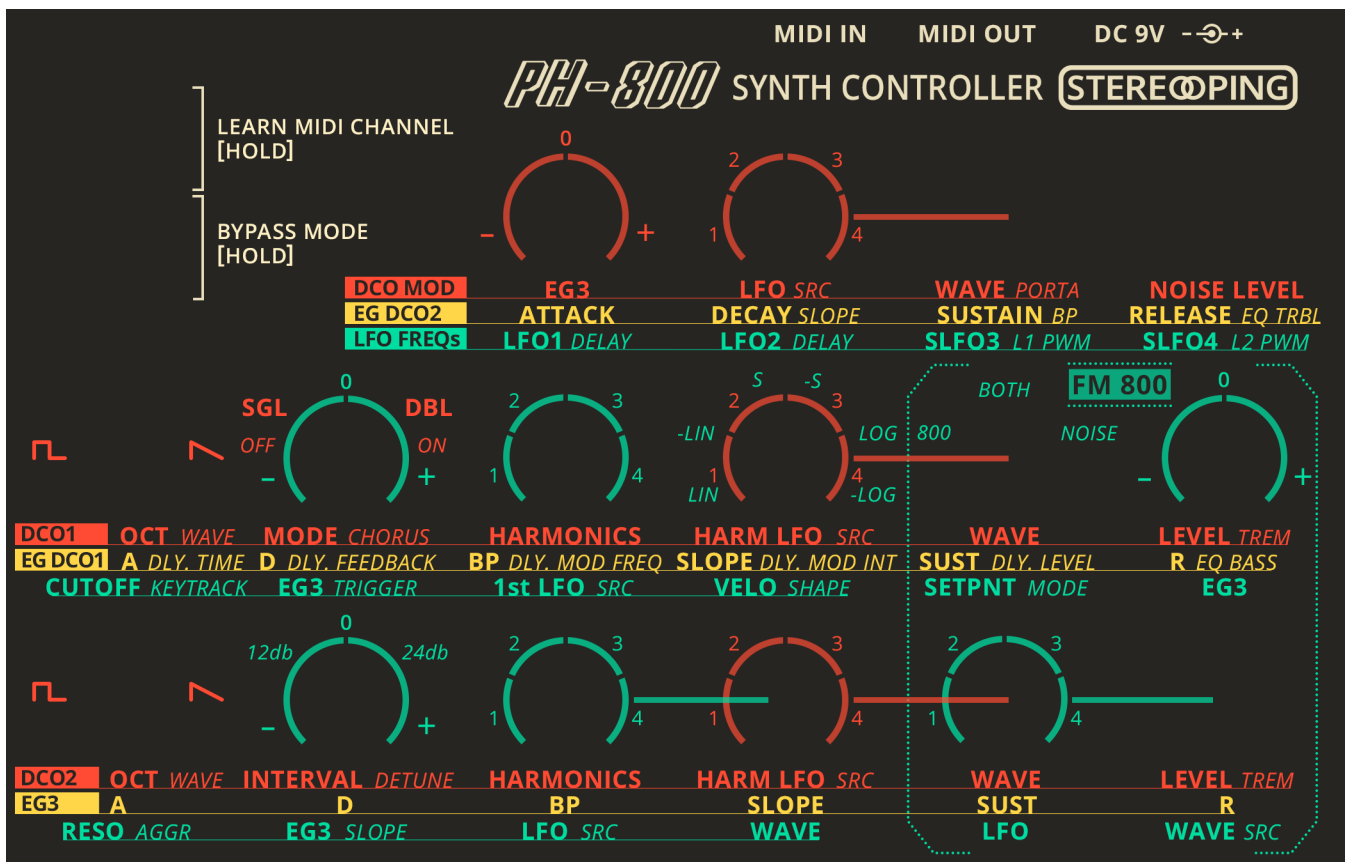 MIDI IN MIDI OUT DC 9V - +
PH-800 SYNTH CONTROLLER STEREOPING
LEARN MIDI CHANNEL
[HOLD]
0
2 3
BYPASS MODE
[HOLD]
- + 1 4
DCO MOD EG3 LFO SRC WAVE PORTA NOISE LEVEL
EG DCO2 ATTACK DECAY SLOPE SUSTAIN BP RELEASE EQ TRBL
LFO FREQs LFO1 DELAY LFO2 DELAY SLFO3 L1 PWM SLFO4 L2 PWM
0 S -S BOTH FM 800 0
SGL DBL 2 3 2 3
OFF ON -LIN LOG 800 NOISE
- + 1 4 1 4 - +
LIN -LOG
DCO1 OCT WAVE MODE CHORUS HARMONICS HARM LFO SRC WAVE LEVEL TREM
EG DCO1 A DLY. TIME D DLY. FEEDBACK BP DLY. MOD FREQ SLOPE DLY. MOD INT SUST DLY. LEVEL R EQ BASS
CUTOFF KEYTRACK EG3 TRIGGER 1st LFO SRC VELO SHAPE SETPNT MODE EG3
0
12db 24db 2 3 2 3 2 3
- + 1 4 1 4 1 4
DCO2 OCT WAVE INTERVAL DETUNE HARMONICS HARM LFO SRC WAVE LEVEL TREM
EG3 A D BP SLOPE SUST R
RESO AGGR EG3 SLOPE LFO SRC WAVE LFO WAVE SRC